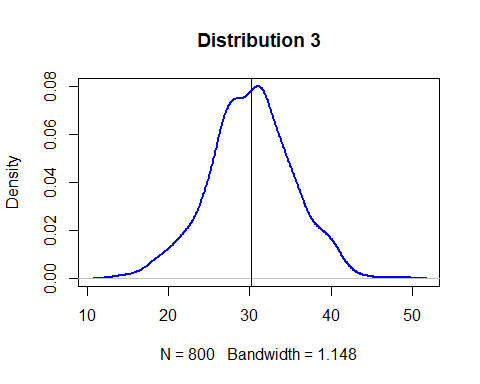 Distribution 3
Density
0.00 0.02 0.04 0.06 0.08
10 20 30 40 50
N = 800 Bandwidth = 1.148